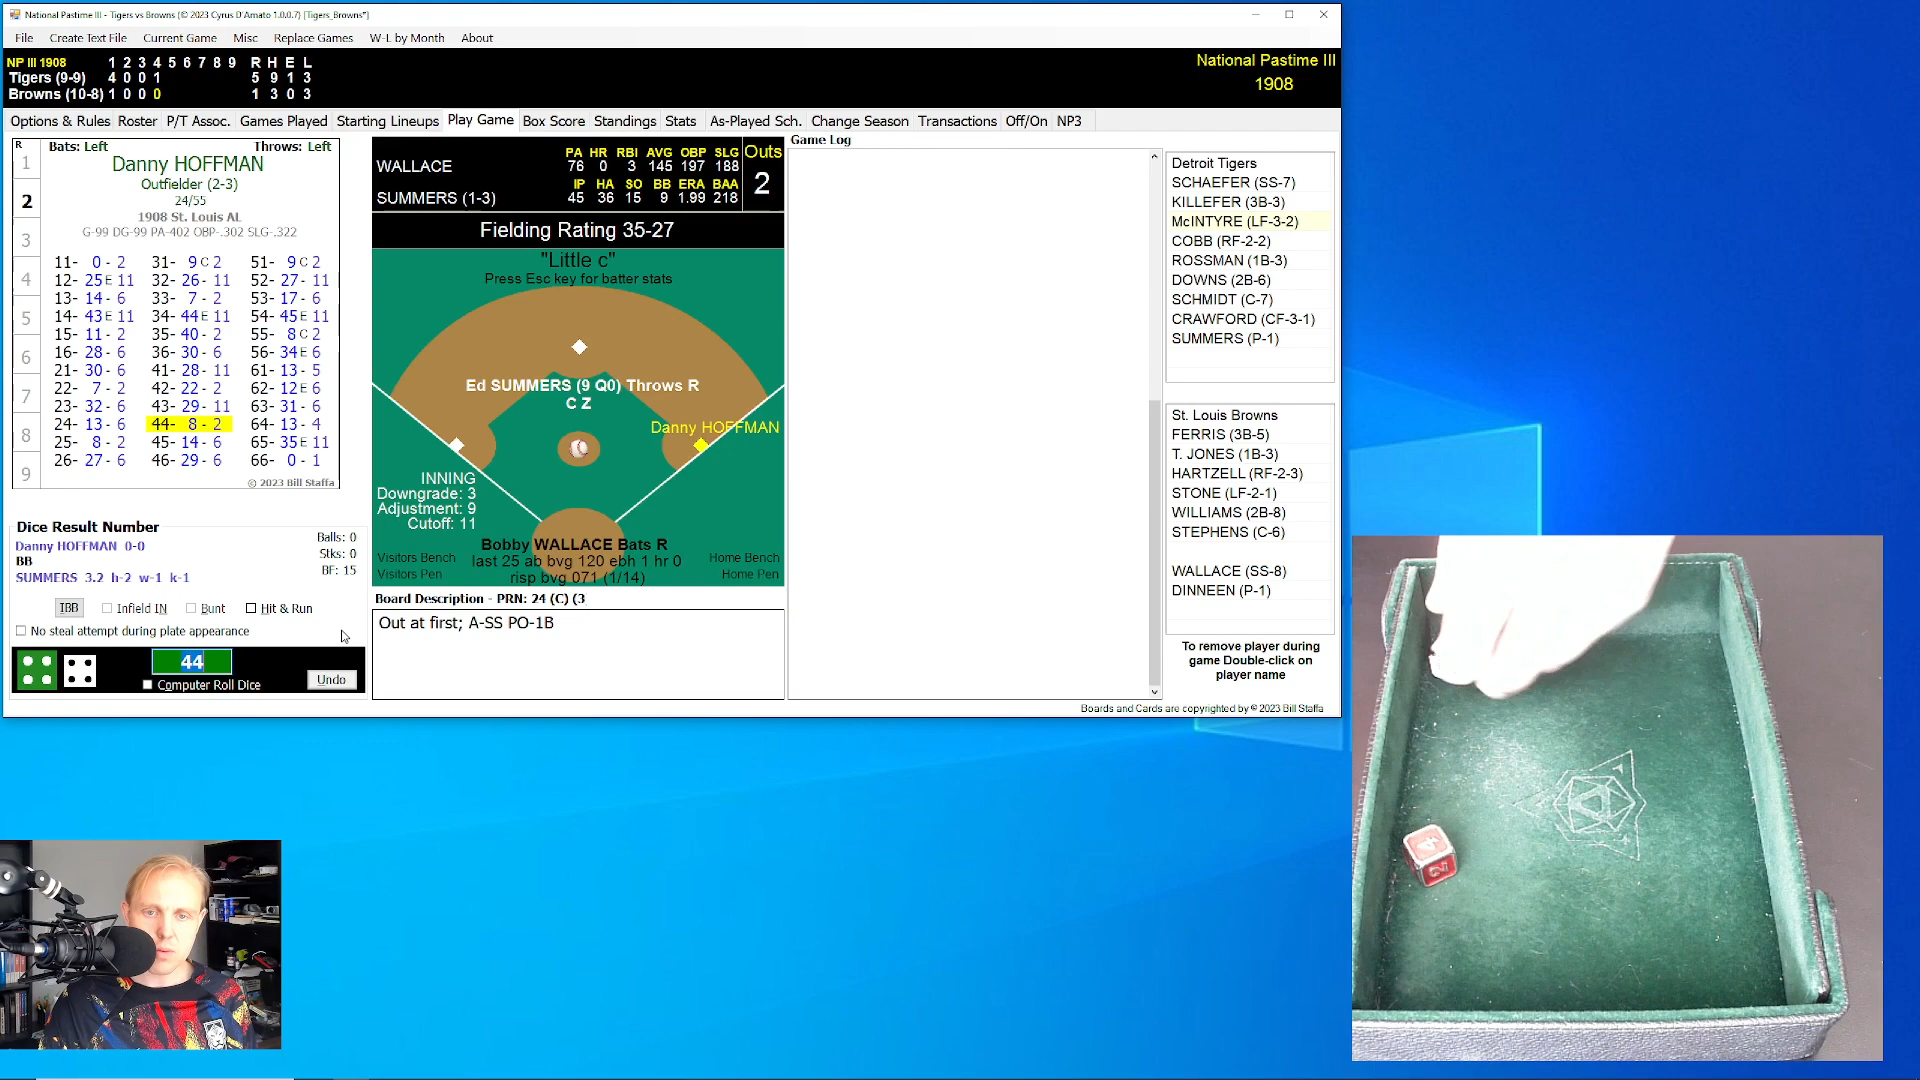 National Pastime III - Tigers vs Browns (© 2023 Cyrus D'Amato 1.0.0.7) [Tigers_Browns*]
File Create Text File Current Game Misc Replace Games W-L by Month About
NP III 1908 1 2 3 4 5 6 7 8 9 R H E L
Tigers (9-9) 4 0 0 1 5 9 1 3
Browns (10-8) 1 0 0 0 1 3 0 3
National Pastime III
1908
Options & Rules Roster P/T Assoc. Games Played Starting Lineups Play Game Box Score Standings Stats As-Played Sch. Change Season Transactions Off/On NP3
R
1
2
3
4
5
6
7
8
9
Bats: Left Throws: Left
Danny HOFFMAN
Outfielder (2-3)
24/55
1908 St. Louis AL
G-99 DG-99 PA-402 OBP-.302 SLG-.322
11- 0 - 2 31- 9 C 2 51- 9 C 2
12- 25 E 11 32- 26 - 11 52- 27 - 11
13- 14 - 6 33- 7 - 2 53- 17 - 6
14- 43 E 11 34- 44 E 11 54- 45 E 11
15- 11 - 2 35- 40 - 2 55- 8 C 2
16- 28 - 6 36- 30 - 6 56- 34 E 6
21- 30 - 6 41- 28 - 11 61- 13 - 5
22- 7 - 2 42- 22 - 2 62- 12 E 6
23- 32 - 6 43- 29 - 11 63- 31 - 6
24- 13 - 6 44- 8 - 2 64- 13 - 4
25- 8 - 2 45- 14 - 6 65- 35 E 11
26- 27 - 6 46- 29 - 6 66- 0 - 1
© 2023 Bill Staffa
Dice Result Number
Danny HOFFMAN 0-0
BB
SUMMERS 3.2 h-2 w-1 k-1
Balls: 0
Stks: 0
BF: 15
IBB Infield IN Bunt Hit & Run
No steal attempt during plate appearance
44
Computer Roll Dice
Undo
PA HR RBI AVG OBP SLG
WALLACE 76 0 3 145 197 188
IP HA SO BB ERA BAA
SUMMERS (1-3) 45 36 15 9 1.99 218
Outs
2
Fielding Rating 35-27
"Little c"
Press Esc key for batter stats
Ed SUMMERS (9 Q0) Throws R
C Z
Danny HOFFMAN
INNING
Downgrade: 3
Adjustment: 9
Cutoff: 11
Bobby WALLACE Bats R
last 25 ab bvg 120 ebh 1 hr 0
risp bvg 071 (1/14)
Visitors Bench
Visitors Pen
Home Bench
Home Pen
Board Description - PRN: 24 (C) (3
Out at first; A-SS PO-1B
Game Log
Detroit Tigers
SCHAEFER (SS-7)
KILLEFER (3B-3)
McINTYRE (LF-3-2)
COBB (RF-2-2)
ROSSMAN (1B-3)
DOWNS (2B-6)
SCHMIDT (C-7)
CRAWFORD (CF-3-1)
SUMMERS (P-1)
St. Louis Browns
FERRIS (3B-5)
T. JONES (1B-3)
HARTZELL (RF-2-3)
STONE (LF-2-1)
WILLIAMS (2B-8)
STEPHENS (C-6)
WALLACE (SS-8)
DINNEEN (P-1)
To remove player during
game Double-click on
player name
Boards and Cards are copyrighted by © 2023 Bill Staffa
4
2